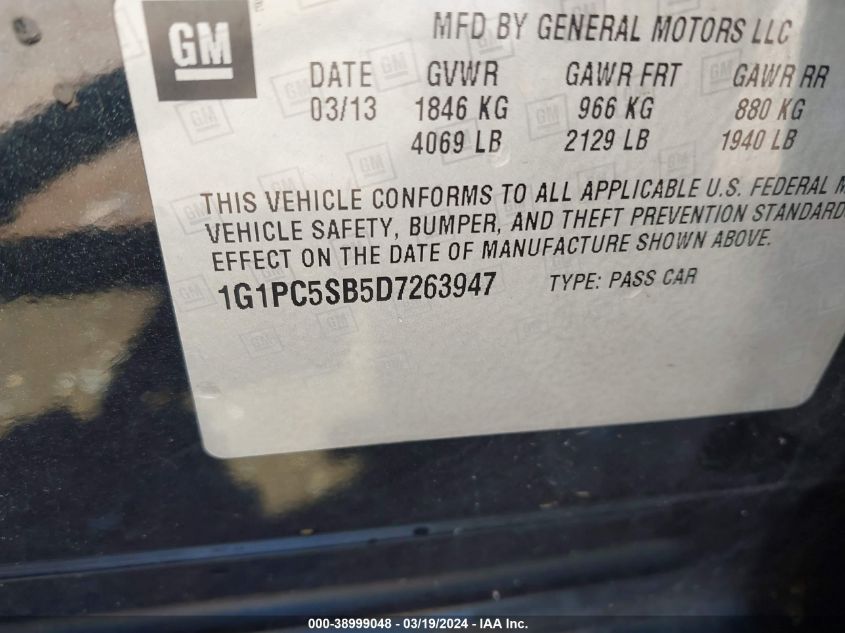 GM
MFD BY GENERAL MOTORS LLC
DATE GVWR GAWR FRT GAWR RR
03/13 1846 KG 966 KG 880 KG
4069 LB 2129 LB 1940 LB
THIS VEHICLE CONFORMS TO ALL APPLICABLE U.S. FEDERAL
VEHICLE SAFETY, BUMPER, AND THEFT PREVENTION STANDARD
EFFECT ON THE DATE OF MANUFACTURE SHOWN ABOVE.
1G1PC5SB5D7263947 TYPE: PASS CAR
000-38999048 - 03/19/2024 - IAA Inc.